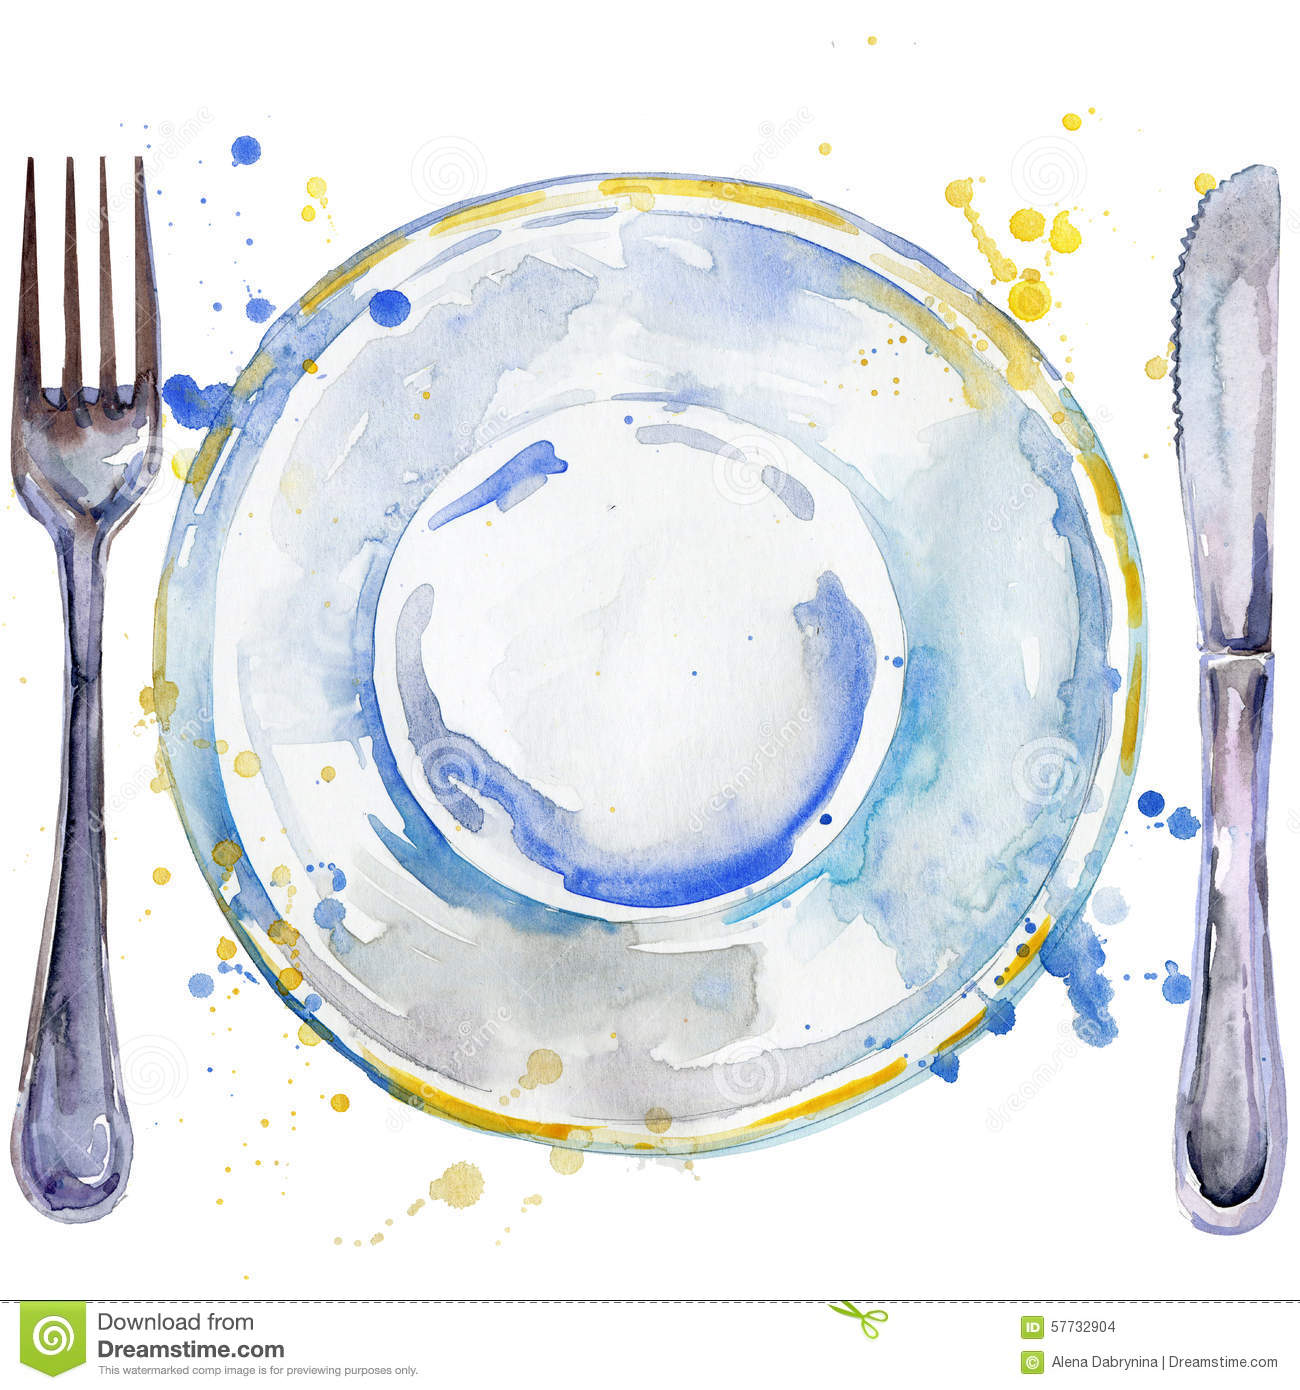 Download from
Dreamstime.com
This watermarked comp image is for previewing purposes only.
ID 57732904
© Alena Dabrynina | Dreamstime.com